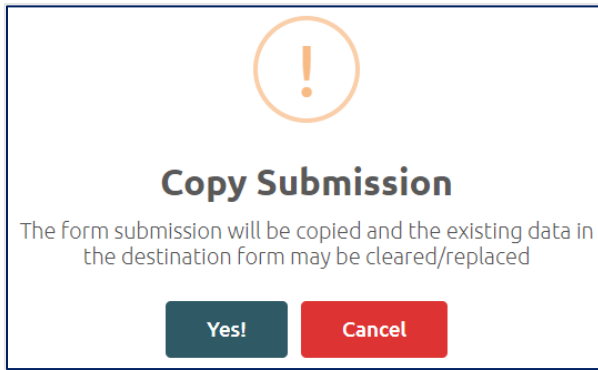 !
Copy Submission
The form submission will be copied and the existing data in
the destination form may be cleared/replaced
Yes!
Cancel